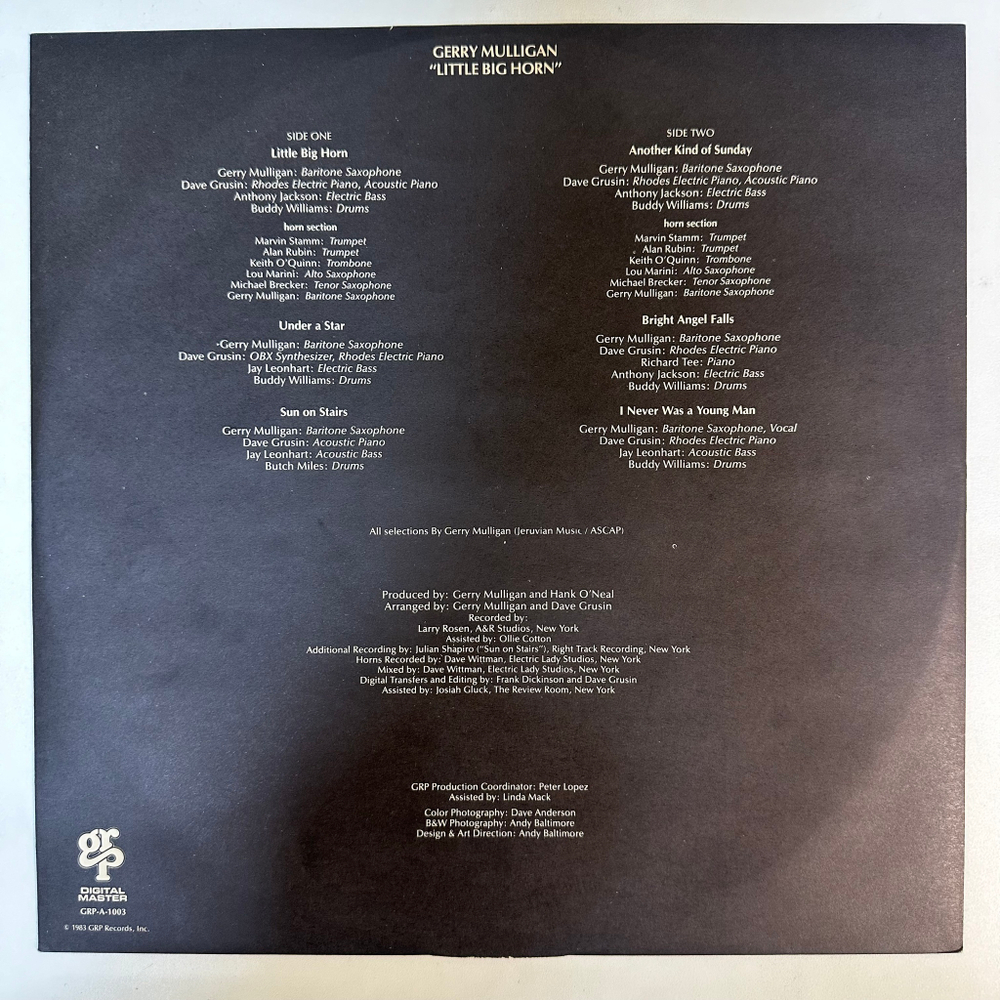 GERRY MULLIGAN
"LITTLE BIG HORN"
SIDE ONE
Little Big Horn
Gerry Mulligan: Baritone Saxophone
Dave Grusin: Rhodes Electric Piano, Acoustic Piano
Anthony Jackson: Electric Bass
Buddy Williams: Drums
horn section
Marvin Stamm: Trumpet
Alan Rubin: Trumpet
Keith O'Quinn: Trombone
Lou Marini: Alto Saxophone
Michael Brecker: Tenor Saxophone
Gerry Mulligan: Baritone Saxophone
Under a Star
Gerry Mulligan: Baritone Saxophone
Dave Grusin: OBX Synthesizer, Rhodes Electric Piano
Jay Leonhart: Electric Bass
Buddy Williams: Drums
Sun on Stairs
Gerry Mulligan: Baritone Saxophone
Dave Grusin: Acoustic Piano
Jay Leonhart: Acoustic Bass
Butch Miles: Drums
SIDE TWO
Another Kind of Sunday
Gerry Mulligan: Baritone Saxophone
Dave Grusin: Rhodes Electric Piano, Acoustic Piano
Anthony Jackson: Electric Bass
Buddy Williams: Drums
horn section
Marvin Stamm: Trumpet
Alan Rubin: Trumpet
Keith O'Quinn: Trombone
Lou Marini: Alto Saxophone
Michael Brecker: Tenor Saxophone
Gerry Mulligan: Baritone Saxophone
Bright Angel Falls
Gerry Mulligan: Baritone Saxophone
Dave Grusin: Rhodes Electric Piano
Richard Tee: Piano
Anthony Jackson: Electric Bass
Buddy Williams: Drums
I Never Was a Young Man
Gerry Mulligan: Baritone Saxophone, Vocal
Dave Grusin: Rhodes Electric Piano
Jay Leonhart: Acoustic Bass
Buddy Williams: Drums
All selections By Gerry Mulligan (Jeruvian Music / ASCAP)
Produced by: Gerry Mulligan and Hank O'Neal
Arranged by: Gerry Mulligan and Dave Grusin
Recorded by:
Larry Rosen, A&R Studios, New York
Assisted by: Ollie Cotton
Additional Recording by: Julian Shapiro ("Sun on Stairs"), Right Track Recording, New York
Horns Recorded by: Dave Wittman, Electric Lady Studios, New York
Mixed by: Dave Wittman, Electric Lady Studios, New York
Digital Transfers and Editing by: Frank Dickinson and Dave Grusin
Assisted by: Josiah Gluck, The Review Room, New York
GRP Production Coordinator: Peter Lopez
Assisted by: Linda Mack
Color Photography: Dave Anderson
B&W Photography: Andy Baltimore
Design & Art Direction: Andy Baltimore
grp
DIGITAL
MASTER
GRP-A-1003
© 1983 GRP Records, Inc.